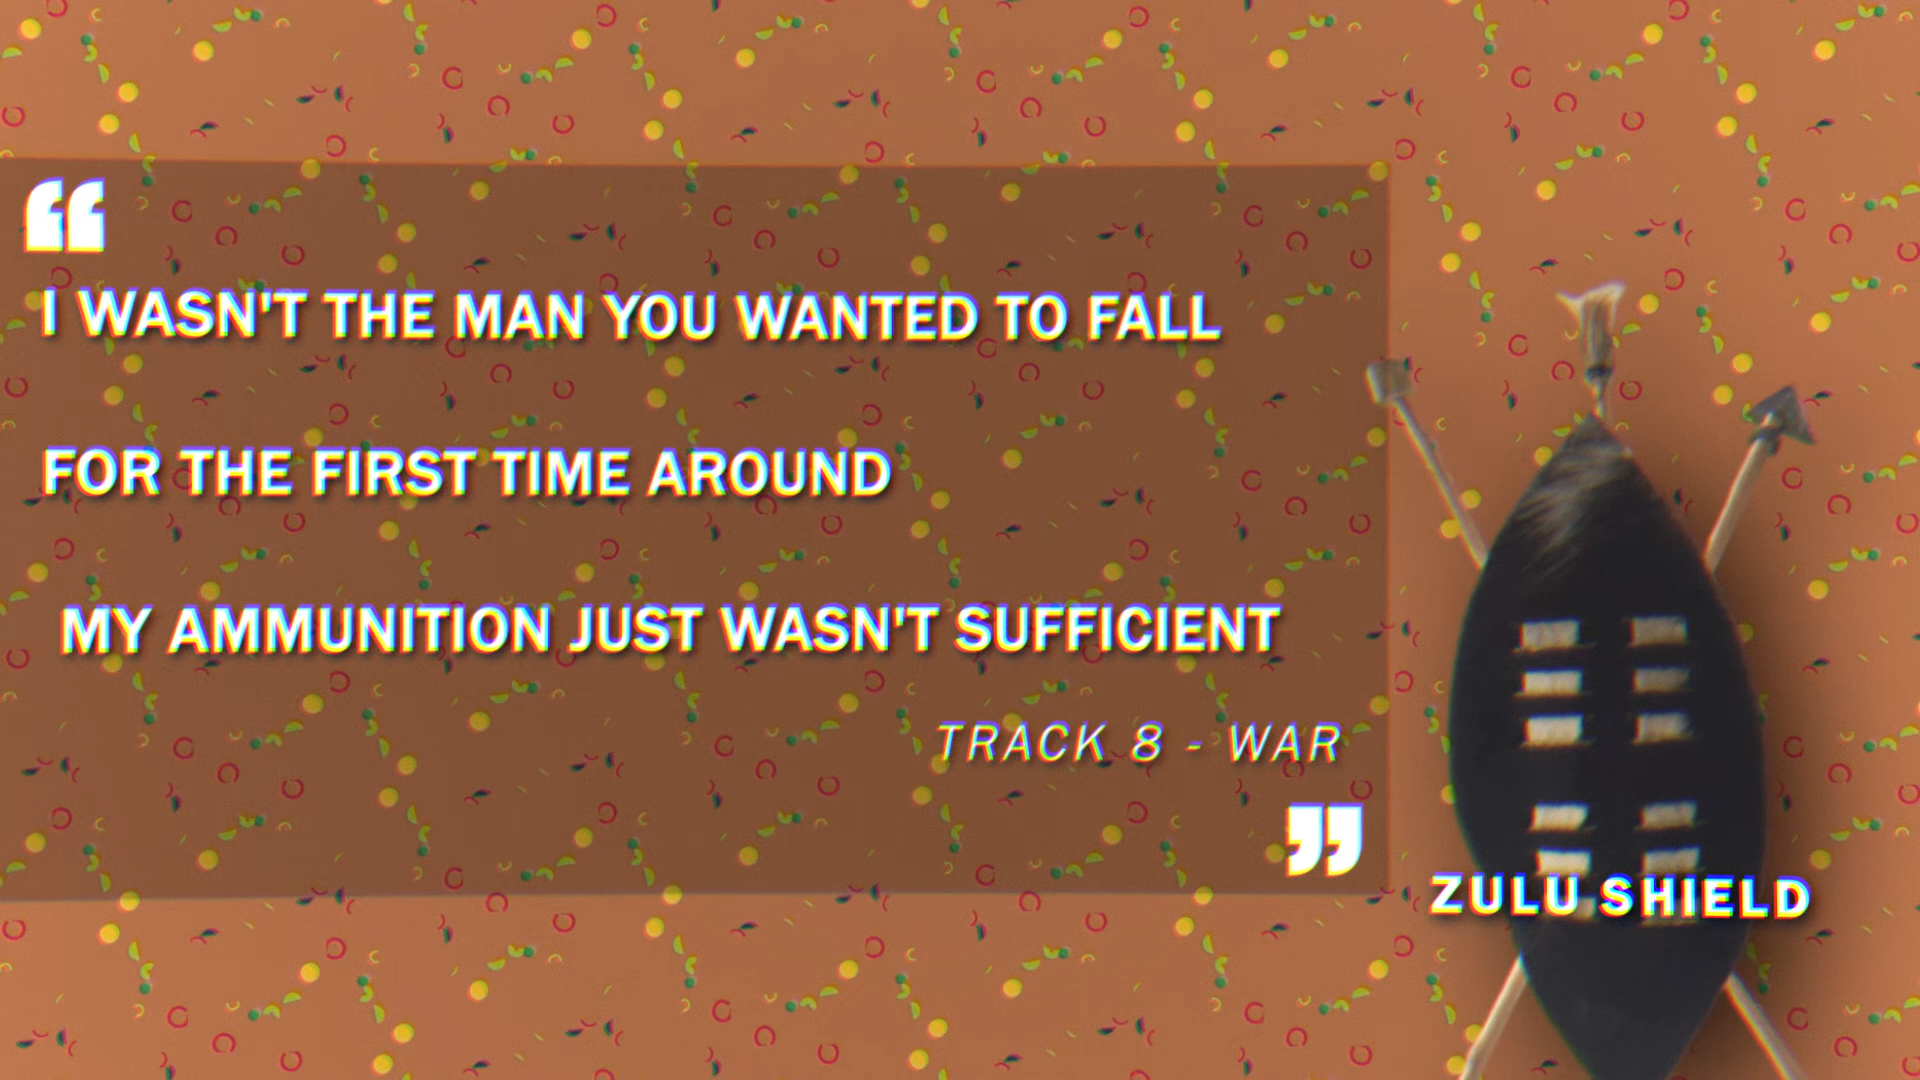 “
I WASN'T THE MAN YOU WANTED TO FALL
FOR THE FIRST TIME AROUND
MY AMMUNITION JUST WASN'T SUFFICIENT
TRACK 8 - WAR
”
ZULU SHIELD